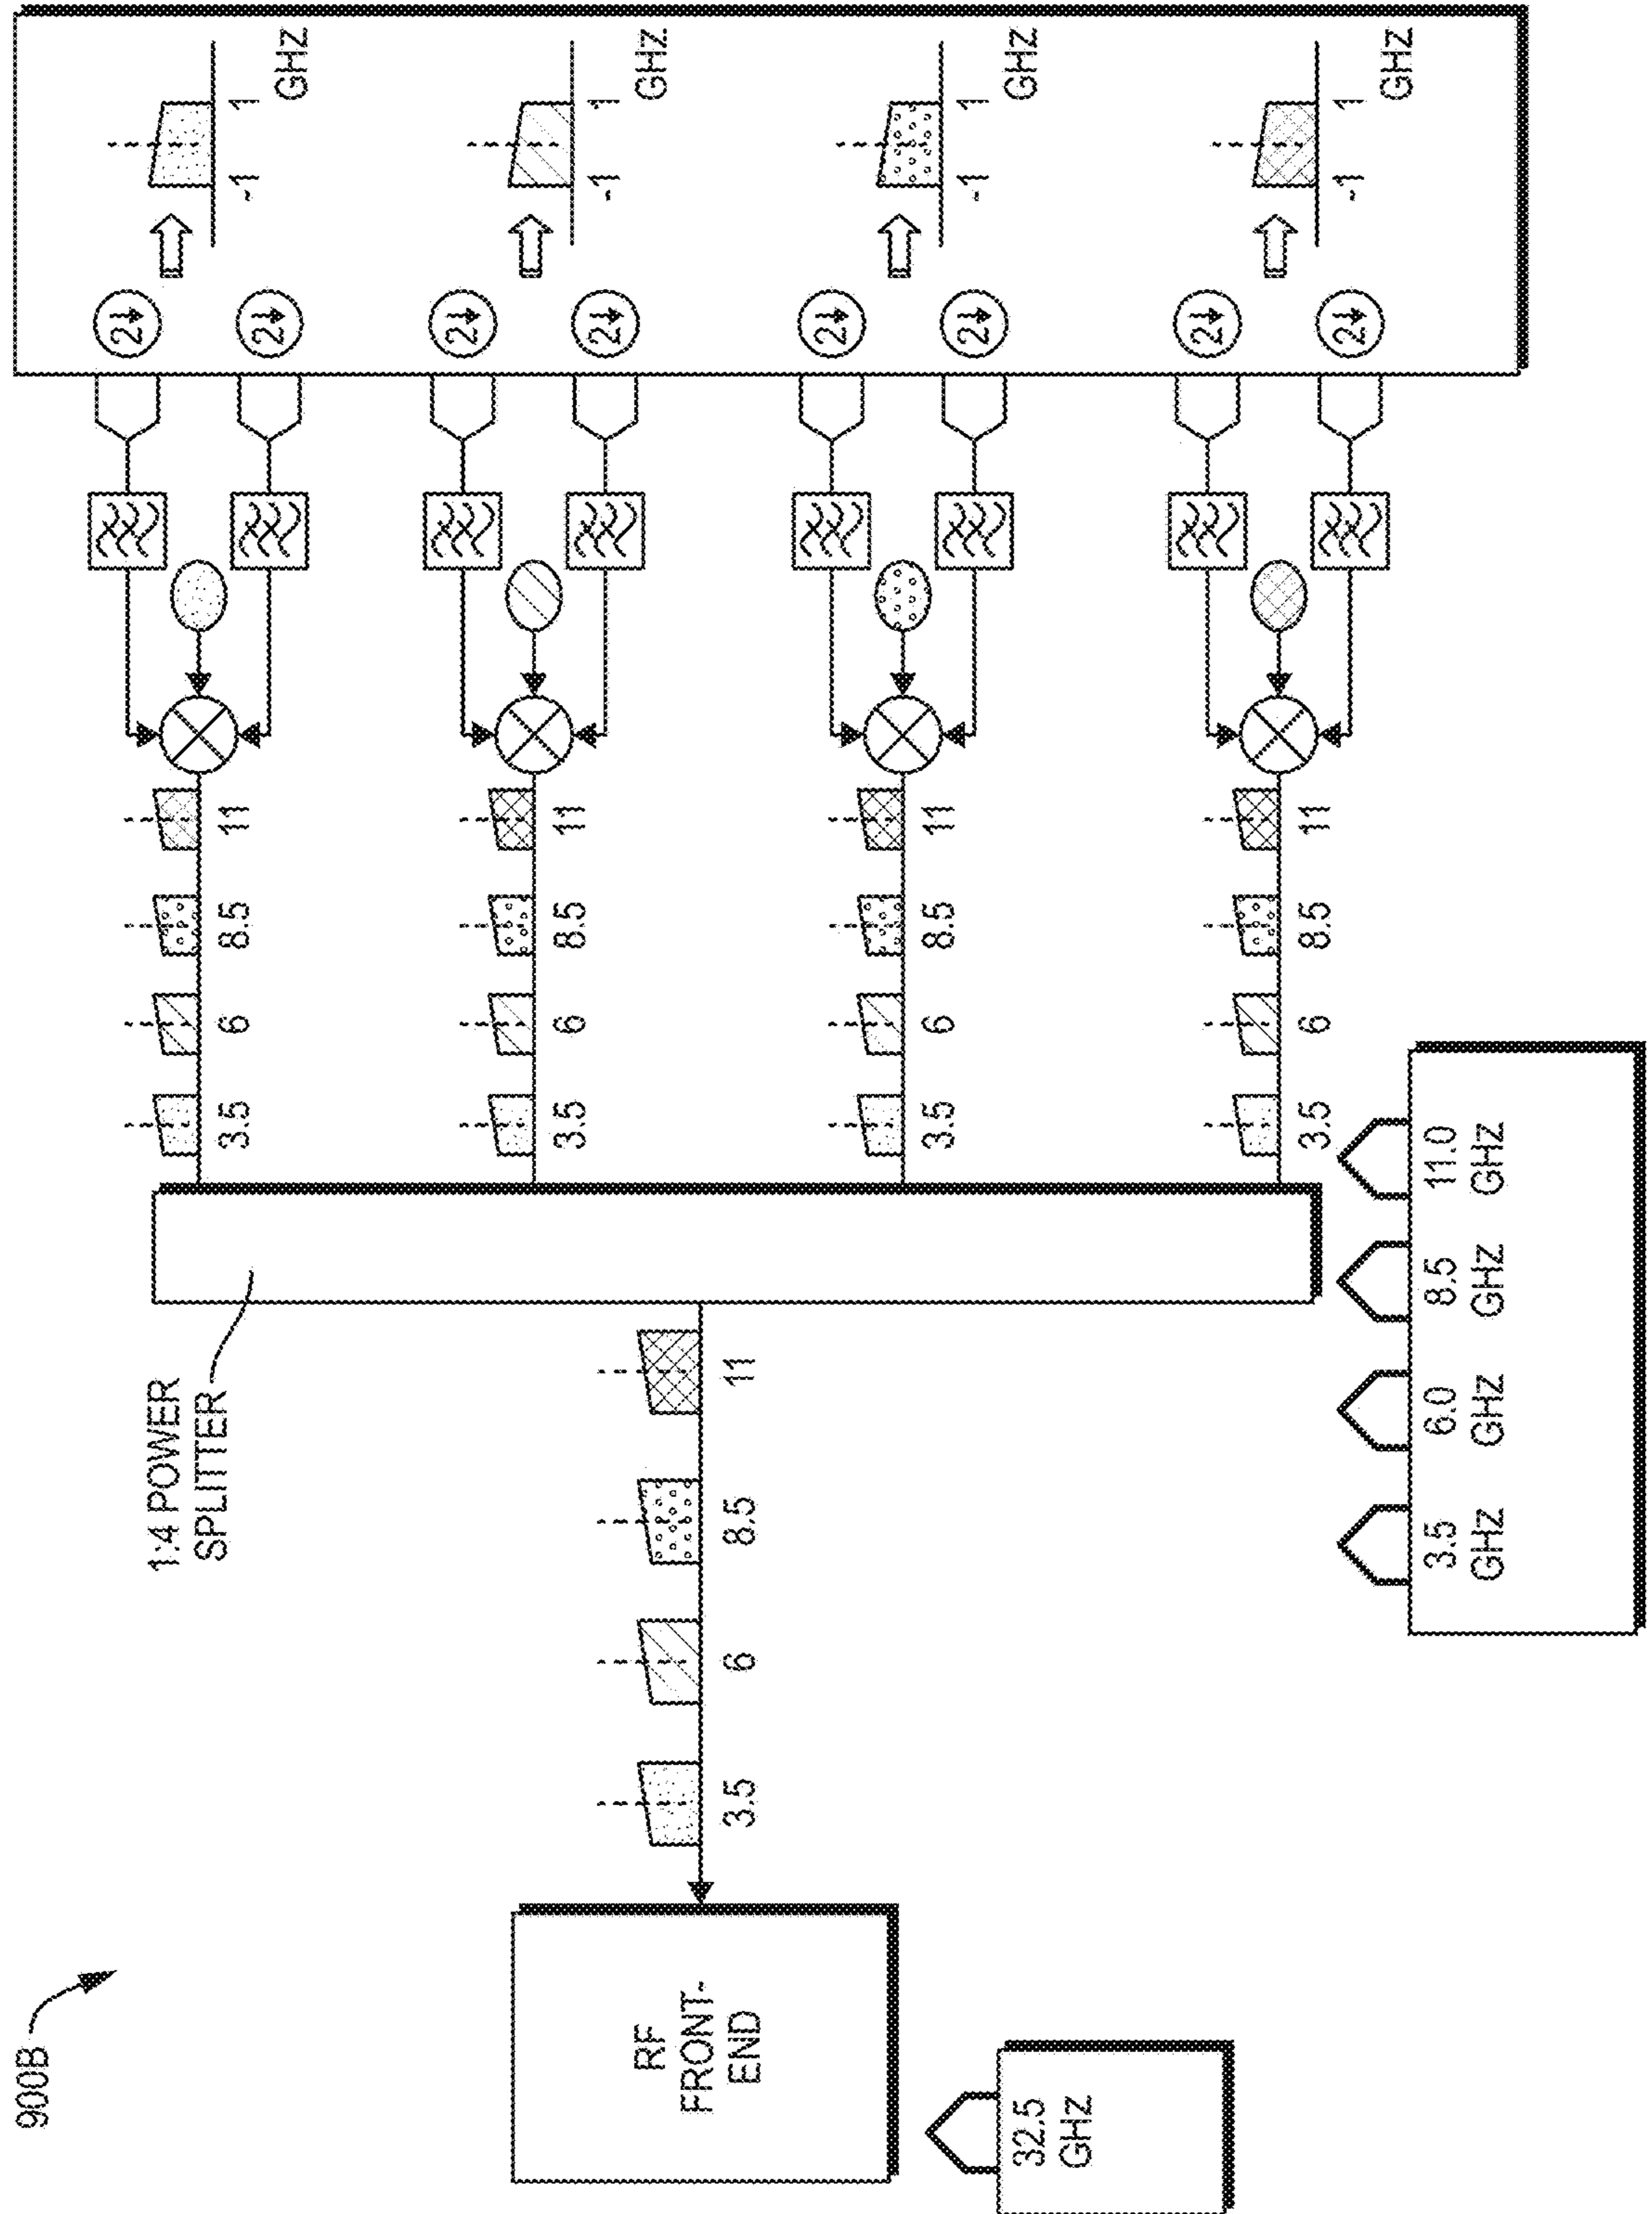 900B
1:4 POWER
SPLITTER
RF
FRONT-
END
32.5
GHZ
3.5 6 8.5 11
3.5 6 8.5 11
2↓
2↓
-1 1
GHZ
3.5 6 8.5 11
2↓
2↓
-1 1
GHZ
3.5 6 8.5 11
2↓
2↓
-1 1
GHZ
3.5 6 8.5 11
2↓
2↓
-1 1
GHZ
3.5 6.0 8.5 11.0
GHZ GHZ GHZ GHZ